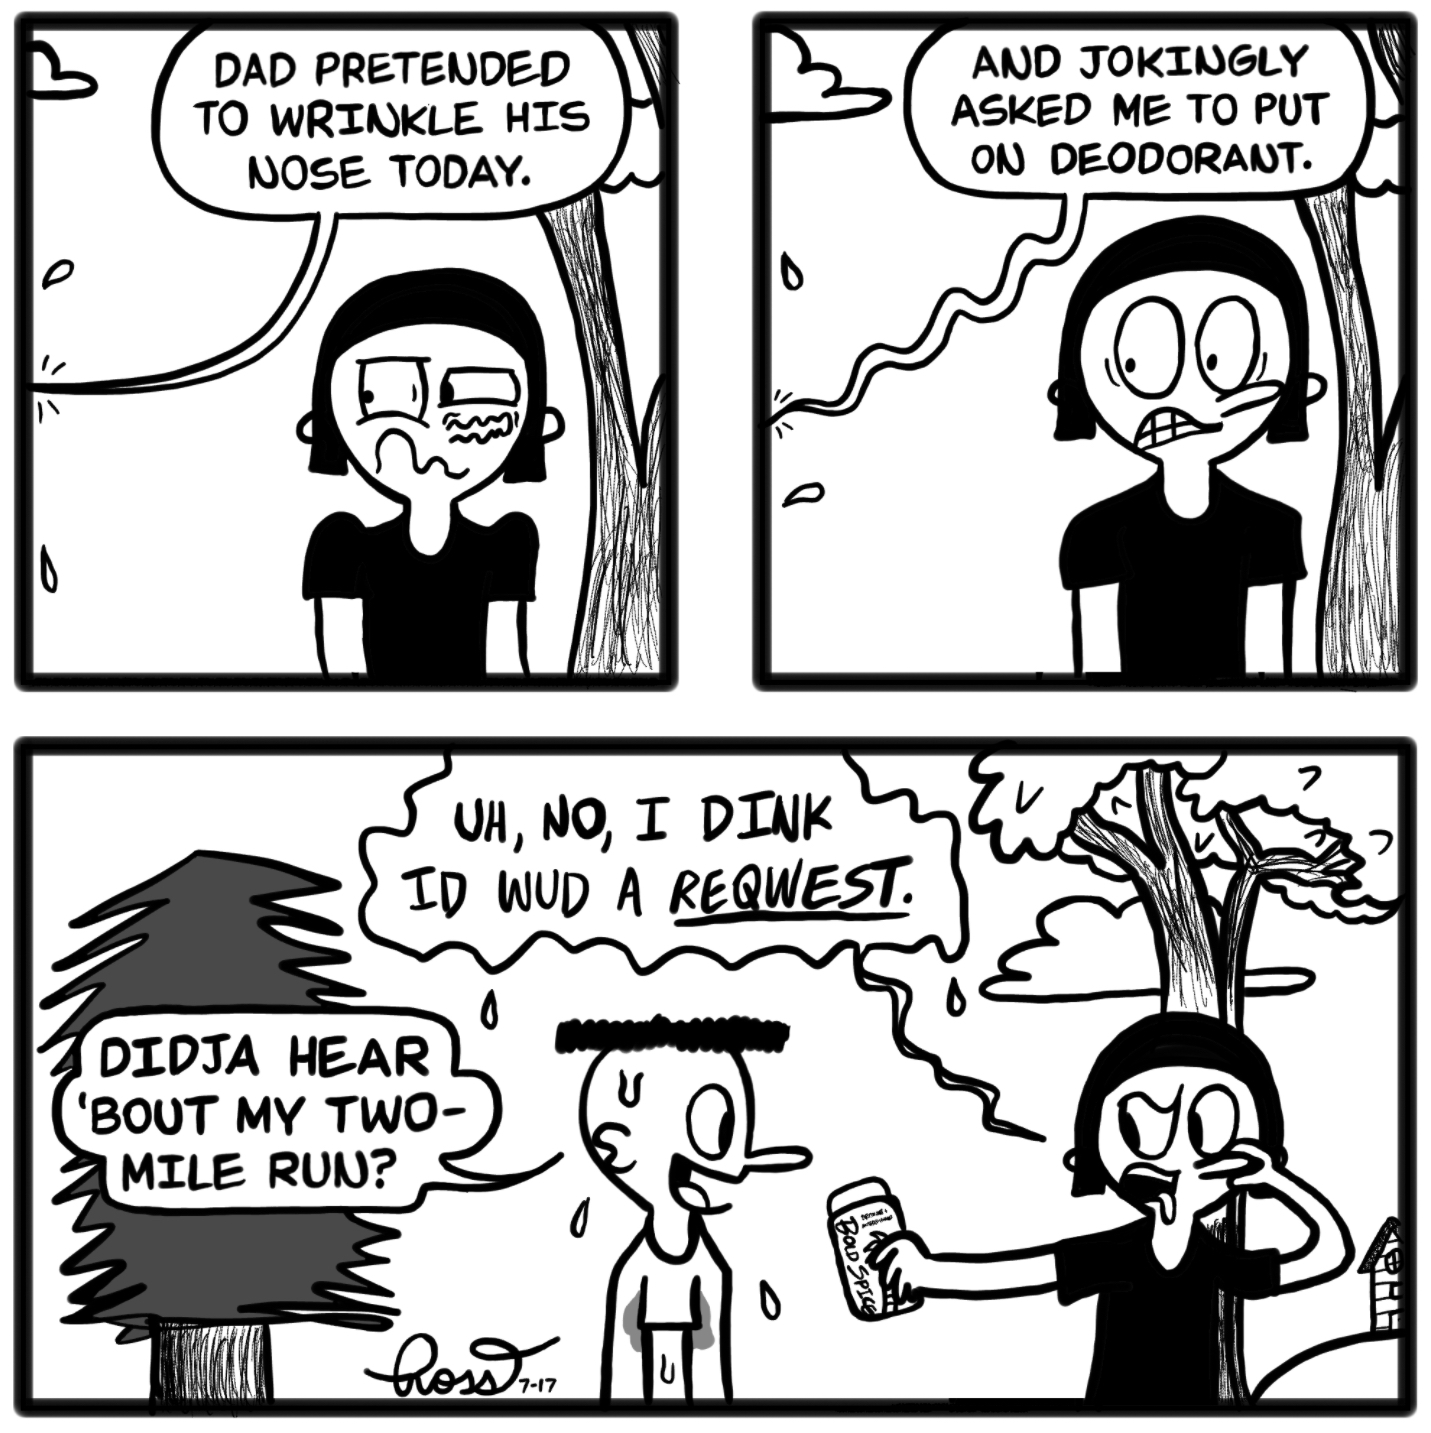 DAD PRETENDED
TO WRINKLE HIS
NOSE TODAY.
AND JOKINGLY
ASKED ME TO PUT
ON DEODORANT.
UH, NO, I DINK
ID WUD A REQWEST.
DIDJA HEAR
'BOUT MY TWO-
MILE RUN?
BOLD SPICE
Ross
7-17